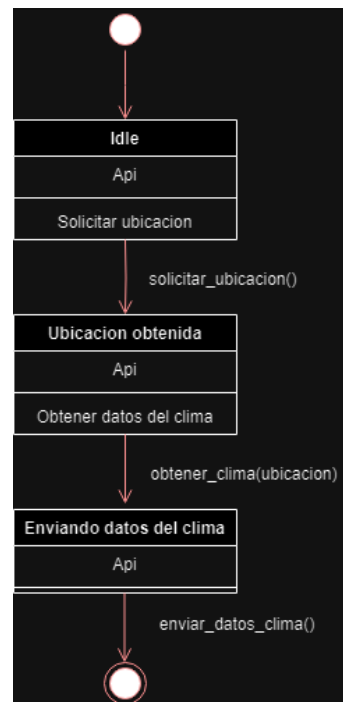 Idle
Api
Solicitar ubicacion
solicitar_ubicacion()
Ubicacion obtenida
Api
Obtener datos del clima
obtener_clima(ubicacion)
Enviando datos del clima
Api
enviar_datos_clima()